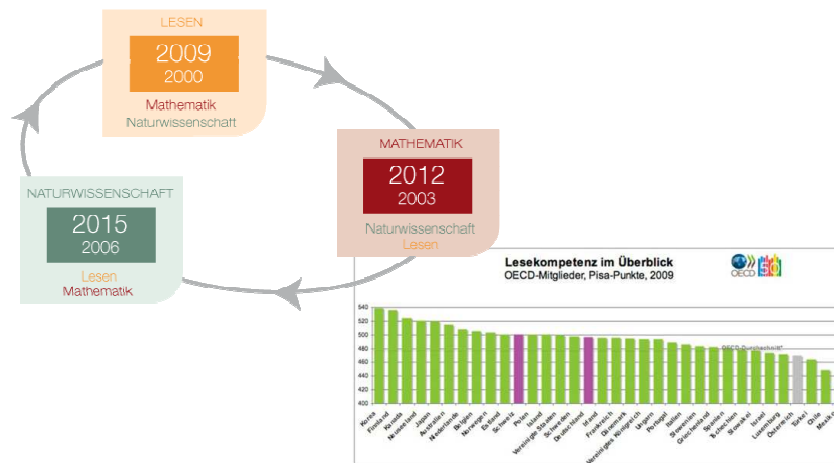 LESEN
2009
2000
Mathematik
Naturwissenschaft
MATHEMATIK
2012
2003
Naturwissenschaft
Lesen
NATURWISSENSCHAFT
2015
2006
Lesen
Mathematik
Lesekompetenz im Überblick
OECD-Mitglieder, Pisa-Punkte, 2009
OECD
50
540
520
500
480
460
440
420
400
OECD-Durchschnitt*
Korea
Finnland
Kanada
Neuseeland
Japan
Australien
Niederlande
Belgien
Norwegen
Estland
Schweiz
Polen
Island
Vereinigte Staaten
Schweden
Deutschland
Irland
Frankreich
Dänemark
Vereinigtes Königreich
Ungarn
Portugal
Italien
Slowenien
Griechenland
Spanien
Tschechien
Slowakei
Israel
Luxemburg
Österreich
Türkei
Chile
Mexiko